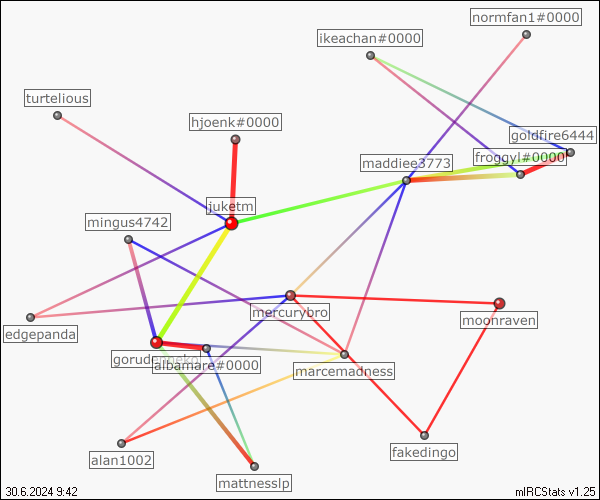 normfan1#0000
ikeachan#0000
turtelious
hjoenk#0000
goldfire6444
froggyl#0000
maddiee3773
juketm
mingus4742
mercurybro
moonraven
edgepanda
albamare#0000
marcemadness
alan1002
fakedingo
mattnesslp
30.6.2024 9:42
mIRCStats v1.25